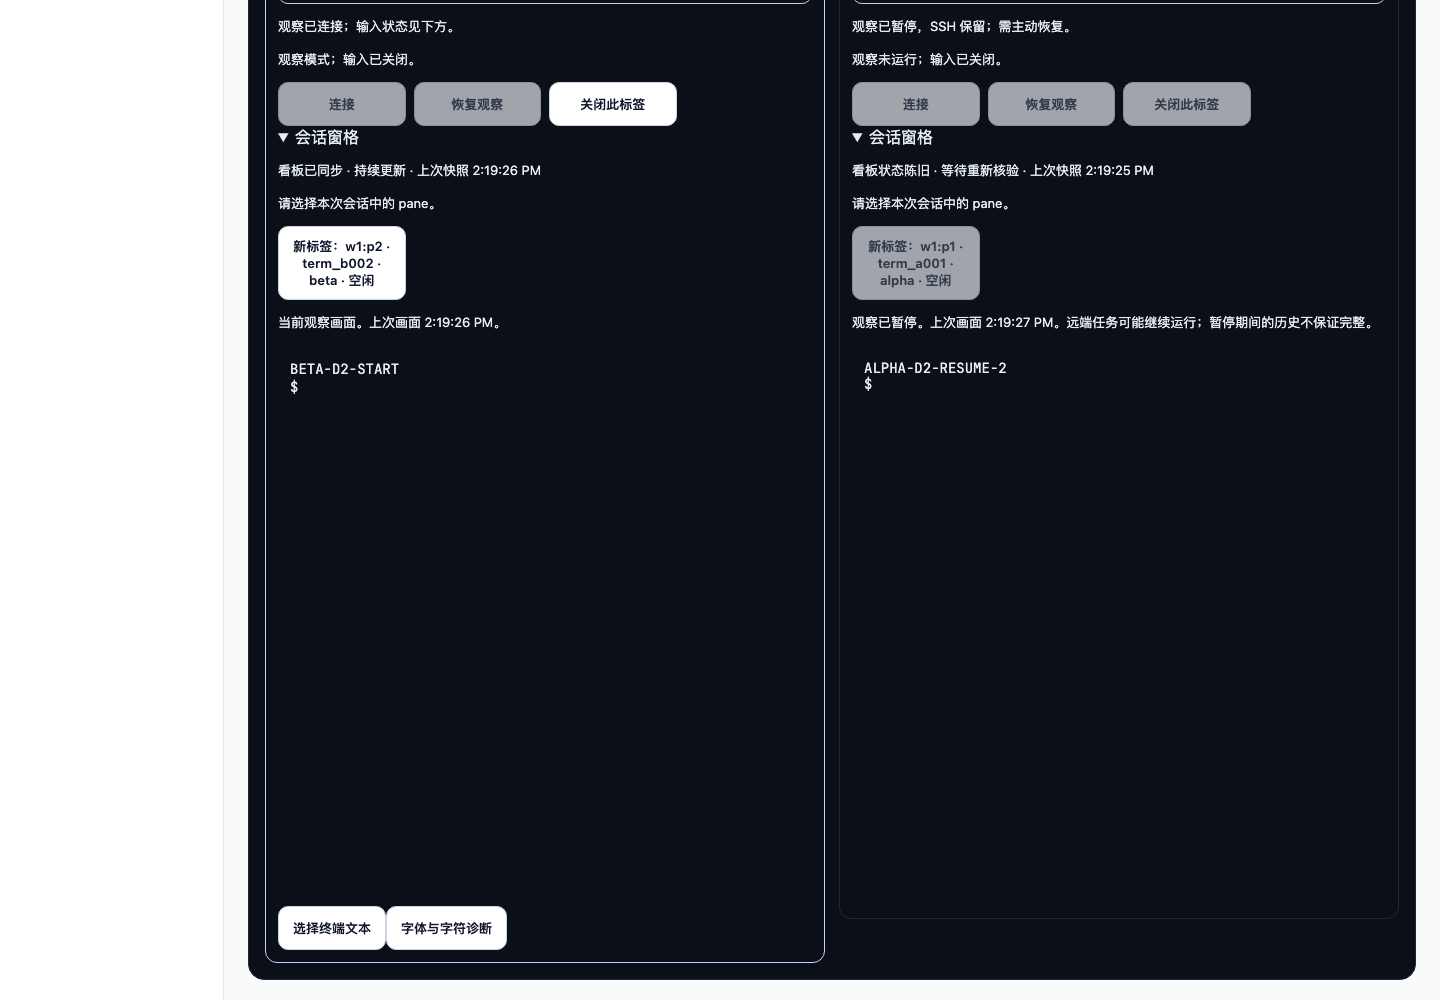 观察已连接；输入状态见下方。
观察模式；输入已关闭。
连接
恢复观察
关闭此标签
▼ 会话窗格
看板已同步 · 持续更新 · 上次快照 2:19:26 PM
请选择本次会话中的 pane。
新标签：w1:p2 ·
term_b002 ·
beta · 空闲
当前观察画面。上次画面 2:19:26 PM。
BETA-D2-START
$
选择终端文本
字体与字符诊断
观察已暂停，SSH 保留；需主动恢复。
观察未运行；输入已关闭。
连接
恢复观察
关闭此标签
▼ 会话窗格
看板状态陈旧 · 等待重新核验 · 上次快照 2:19:25 PM
请选择本次会话中的 pane。
新标签：w1:p1 ·
term_a001 ·
alpha · 空闲
观察已暂停。上次画面 2:19:27 PM。远端任务可能继续运行；暂停期间的历史不保证完整。
ALPHA-D2-RESUME-2
$